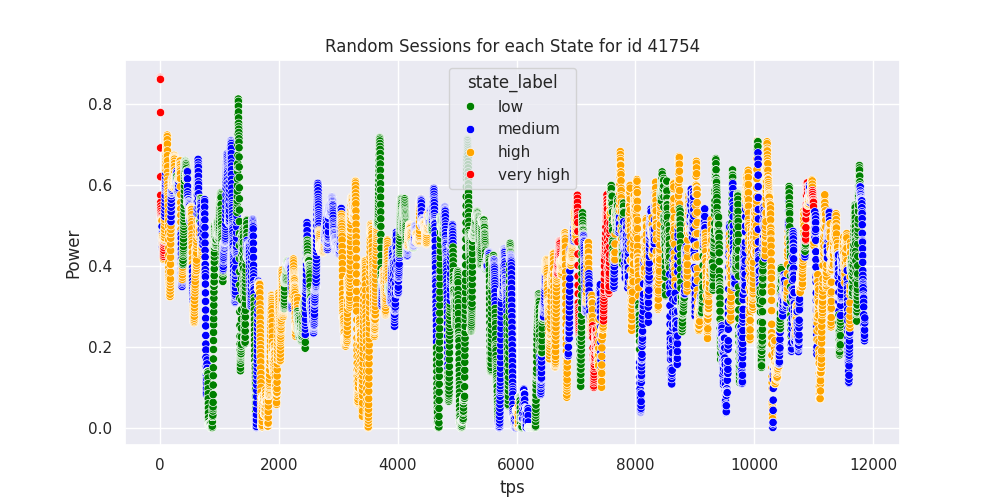 Random Sessions for each State for id 41754
state_label
low
medium
high
very high
Power
0.8
0.6
0.4
0.2
0.0
0 2000 4000 6000 8000 10000 12000
tps